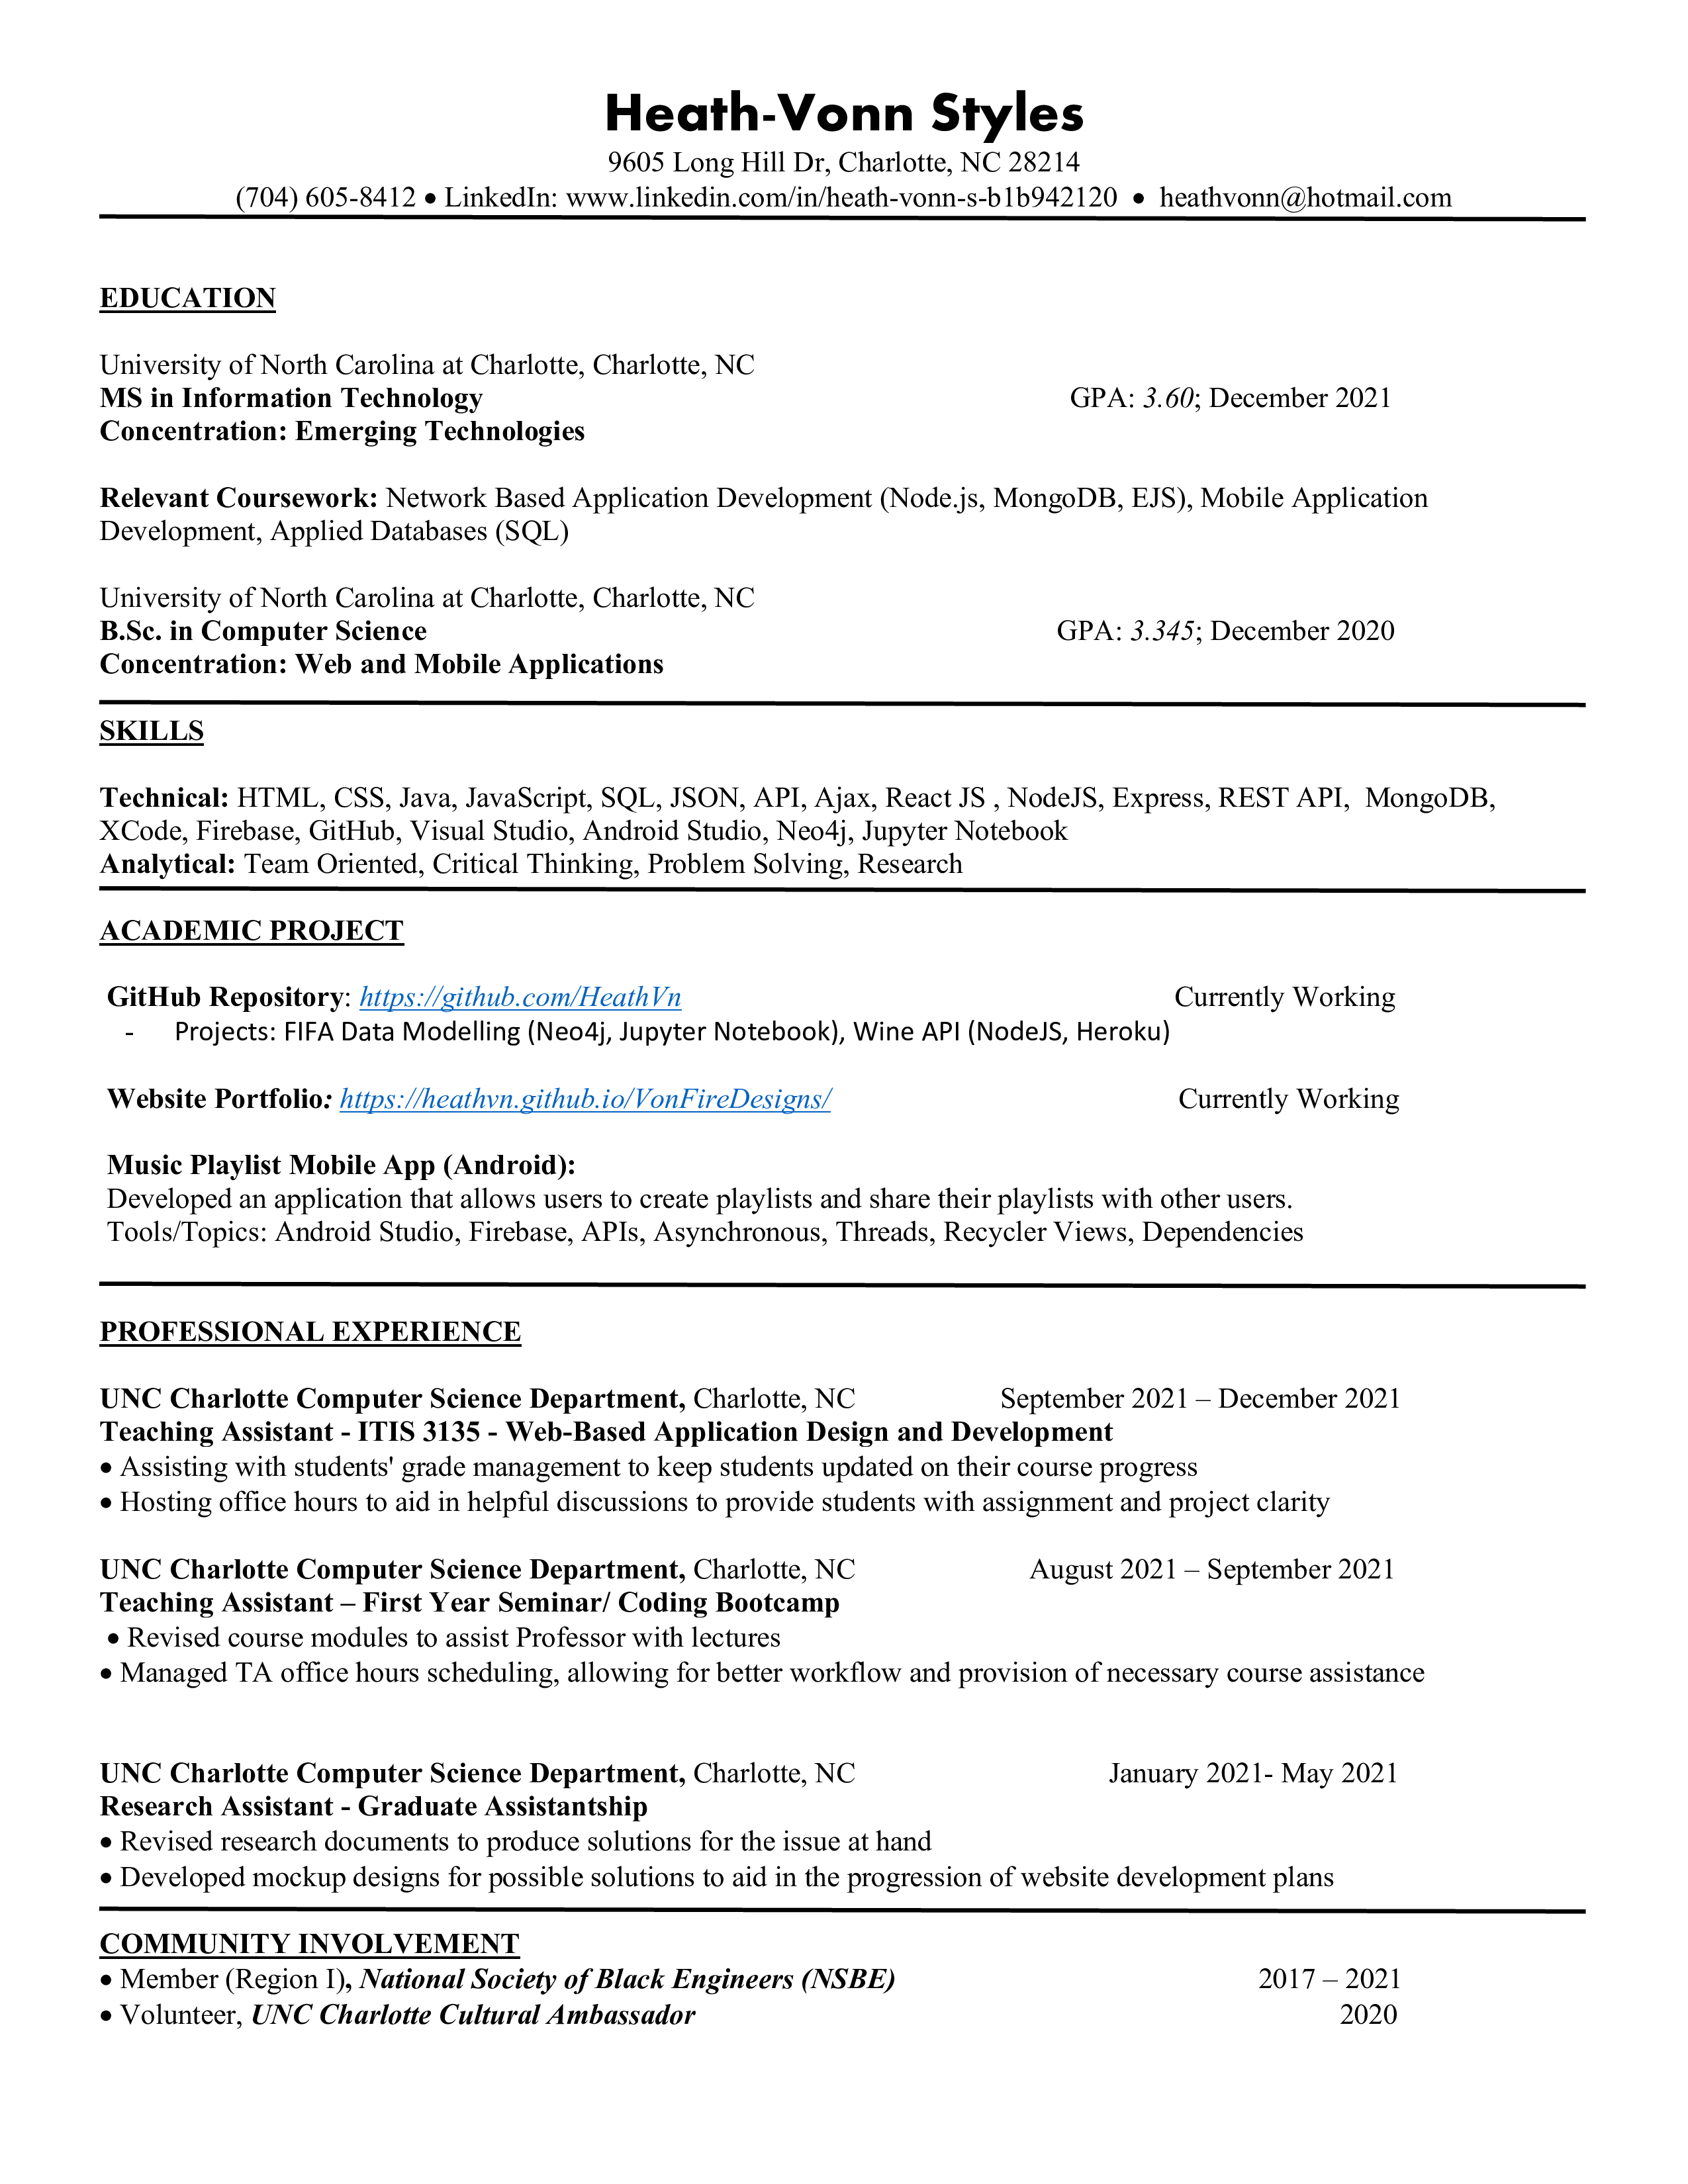 Heath-Vonn Styles
9605 Long Hill Dr, Charlotte, NC 28214
(704) 605-8412 • LinkedIn: www.linkedin.com/in/heath-vonn-s-b1b942120 • heathvonn@hotmail.com
EDUCATION
University of North Carolina at Charlotte, Charlotte, NC
MS in Information Technology GPA: 3.60; December 2021
Concentration: Emerging Technologies
Relevant Coursework: Network Based Application Development (Node.js, MongoDB, EJS), Mobile Application
Development, Applied Databases (SQL)
University of North Carolina at Charlotte, Charlotte, NC
B.Sc. in Computer Science GPA: 3.345; December 2020
Concentration: Web and Mobile Applications
SKILLS
Technical: HTML, CSS, Java, JavaScript, SQL, JSON, API, Ajax, React JS , NodeJS, Express, REST API, MongoDB,
XCode, Firebase, GitHub, Visual Studio, Android Studio, Neo4j, Jupyter Notebook
Analytical: Team Oriented, Critical Thinking, Problem Solving, Research
ACADEMIC PROJECT
GitHub Repository: https://github.com/HeathVn Currently Working
- Projects: FIFA Data Modelling (Neo4j, Jupyter Notebook), Wine API (NodeJS, Heroku)
Website Portfolio: https://heathvn.github.io/VonFireDesigns/ Currently Working
Music Playlist Mobile App (Android):
Developed an application that allows users to create playlists and share their playlists with other users.
Tools/Topics: Android Studio, Firebase, APIs, Asynchronous, Threads, Recycler Views, Dependencies
PROFESSIONAL EXPERIENCE
UNC Charlotte Computer Science Department, Charlotte, NC September 2021 – December 2021
Teaching Assistant - ITIS 3135 - Web-Based Application Design and Development
• Assisting with students' grade management to keep students updated on their course progress
• Hosting office hours to aid in helpful discussions to provide students with assignment and project clarity
UNC Charlotte Computer Science Department, Charlotte, NC August 2021 – September 2021
Teaching Assistant – First Year Seminar/ Coding Bootcamp
• Revised course modules to assist Professor with lectures
• Managed TA office hours scheduling, allowing for better workflow and provision of necessary course assistance
UNC Charlotte Computer Science Department, Charlotte, NC January 2021- May 2021
Research Assistant - Graduate Assistantship
• Revised research documents to produce solutions for the issue at hand
• Developed mockup designs for possible solutions to aid in the progression of website development plans
COMMUNITY INVOLVEMENT
• Member (Region I), National Society of Black Engineers (NSBE) 2017 – 2021
• Volunteer, UNC Charlotte Cultural Ambassador 2020